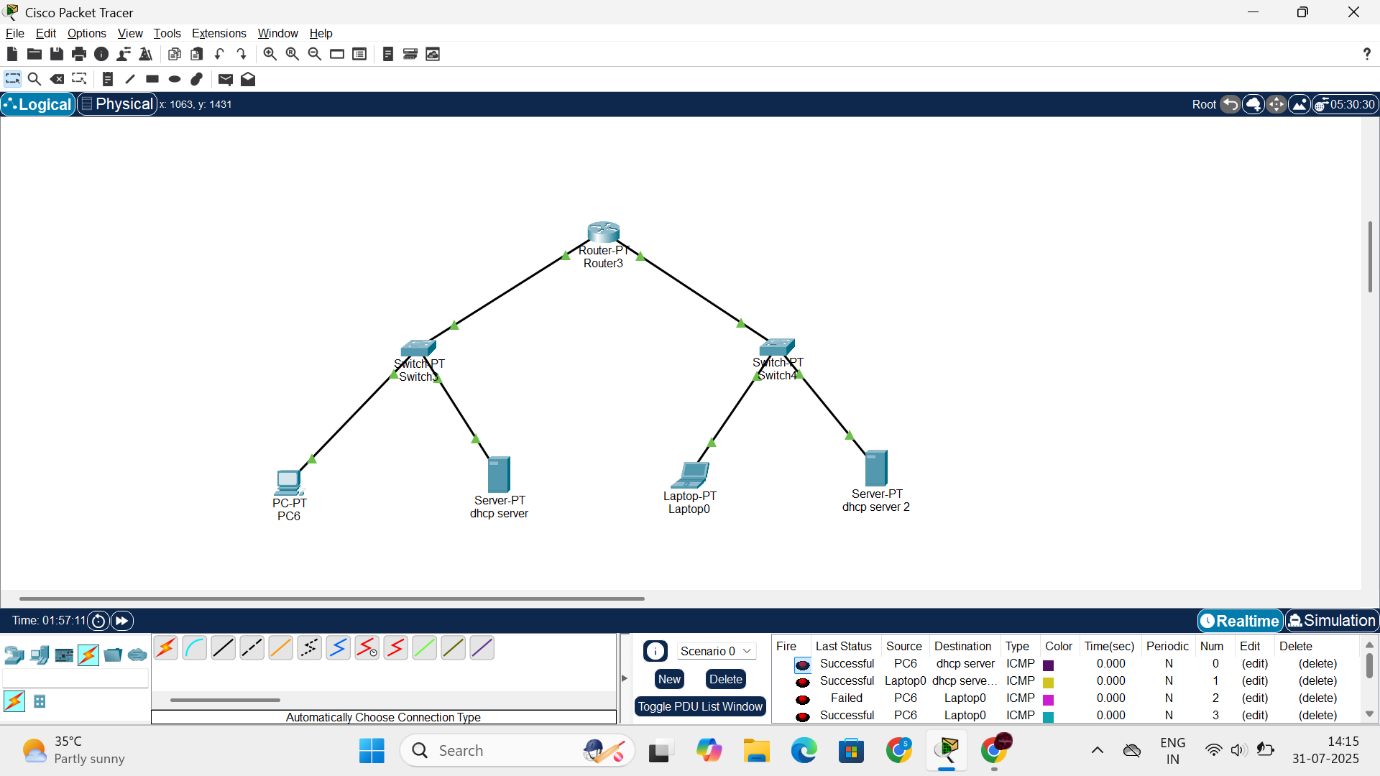 Cisco Packet Tracer
File Edit Options View Tools Extensions Window Help
?
Logical Physical x: 1063, y: 1431 Root 05:30:30
Router-PT
Router3
Switch-PT
Switch4
Switch-PT
PC-PT
PC6
Server-PT
dhcp server
Laptop-PT
Laptop0
Server-PT
dhcp server 2
Time: 01:57:11 Realtime Simulation
Scenario 0
New Delete
Toggle PDU List Window
Automatically Choose Connection Type
Fire Last Status Source Destination Type Color Time(sec) Periodic Num Edit Delete
Successful PC6 dhcp server ICMP 0.000 N 0 (edit) (delete)
Successful Laptop0 dhcp serve... ICMP 0.000 N 1 (edit) (delete)
Failed PC6 Laptop0 ICMP 0.000 N 2 (edit) (delete)
Successful PC6 Laptop0 ICMP 0.000 N 3 (edit) (delete)
35°C
Partly sunny
Search
ENG
IN
14:15
31-07-2025